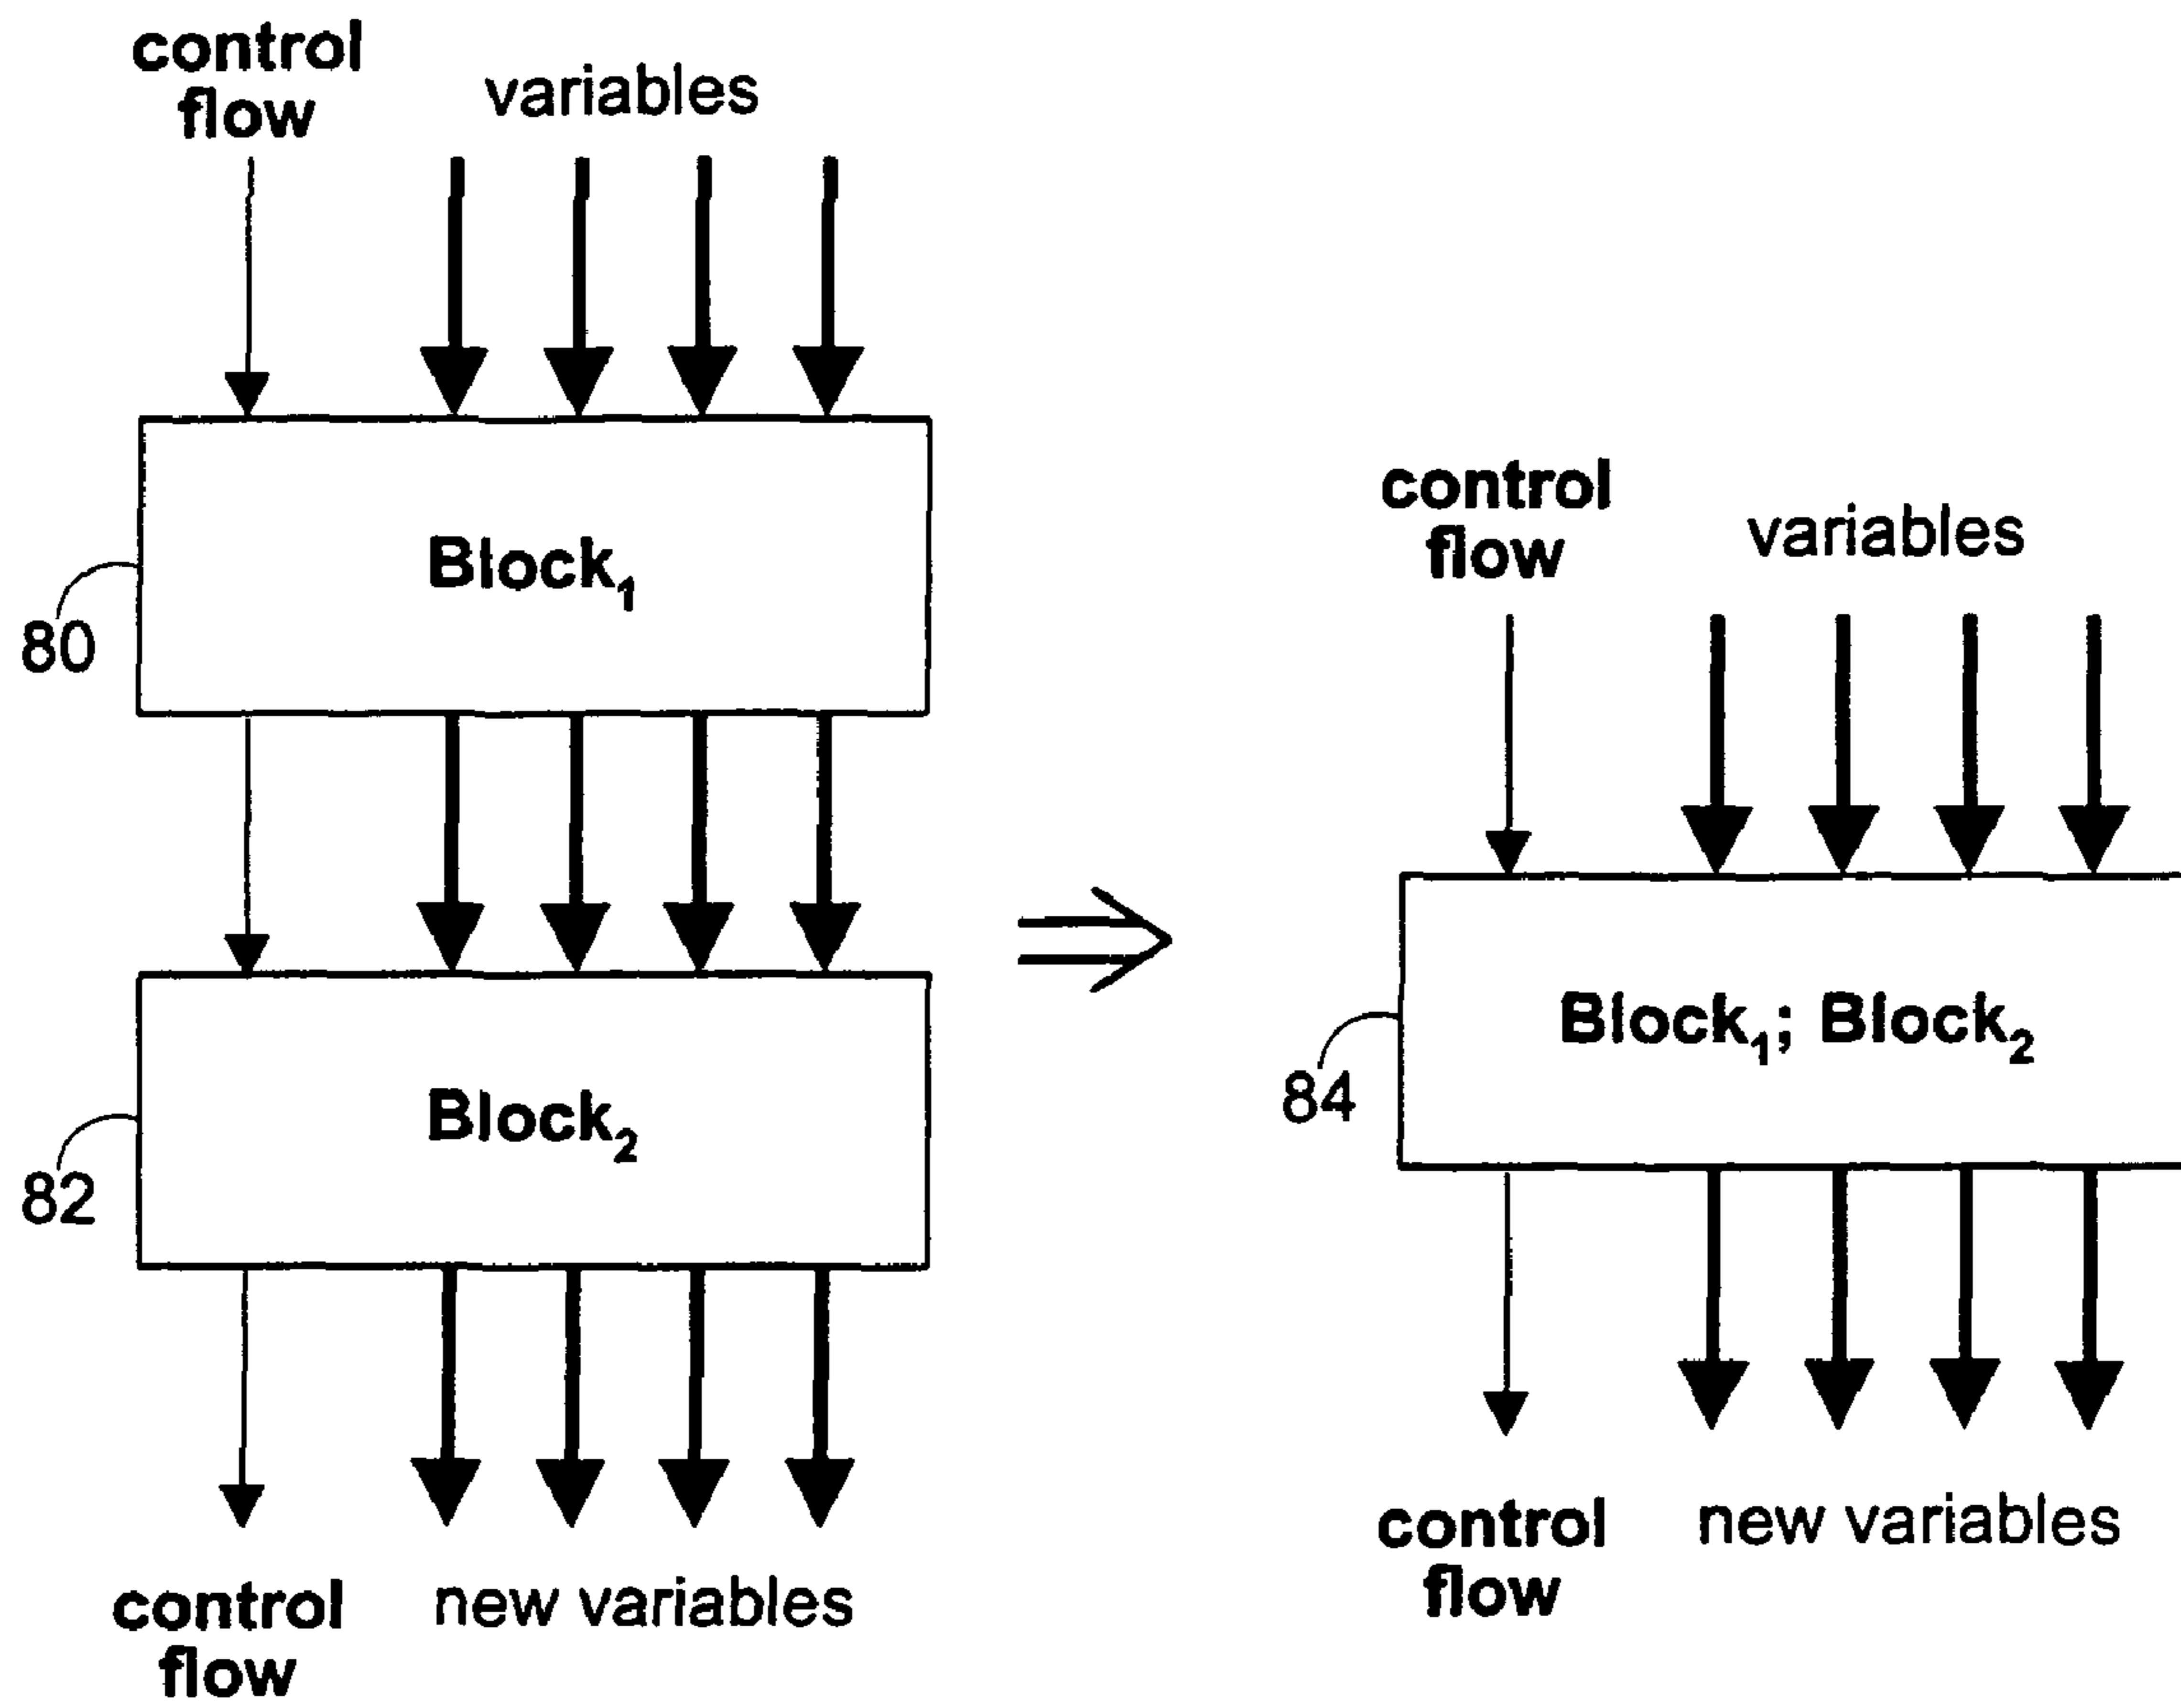 control
flow
variables
Block₁
80
Block₂
82
control
flow
new variables
control
flow
variables
Block₁; Block₂
84
control
flow
new variables